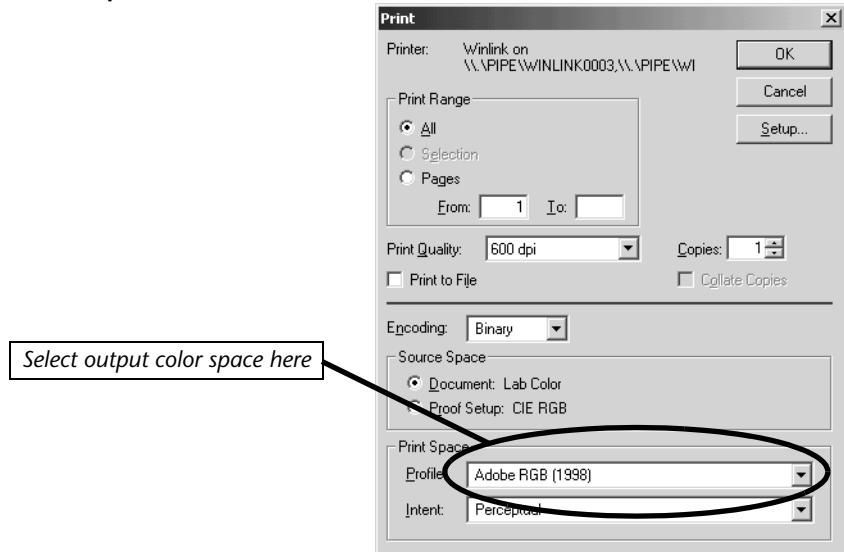 Print
Printer: Winlink on
\\.\PIPE\WINLINK0003,\\.\PIPE\WI
OK
Cancel
Setup...
Print Range
All
Selection
Pages
From: 1 To:
Print Quality: 600 dpi
Copies: 1
Print to File
Collate Copies
Encoding: Binary
Select output color space here
Source Space
Document: Lab Color
Proof Setup: CIE RGB
Print Space
Profile: Adobe RGB (1998)
Intent: Perceptual